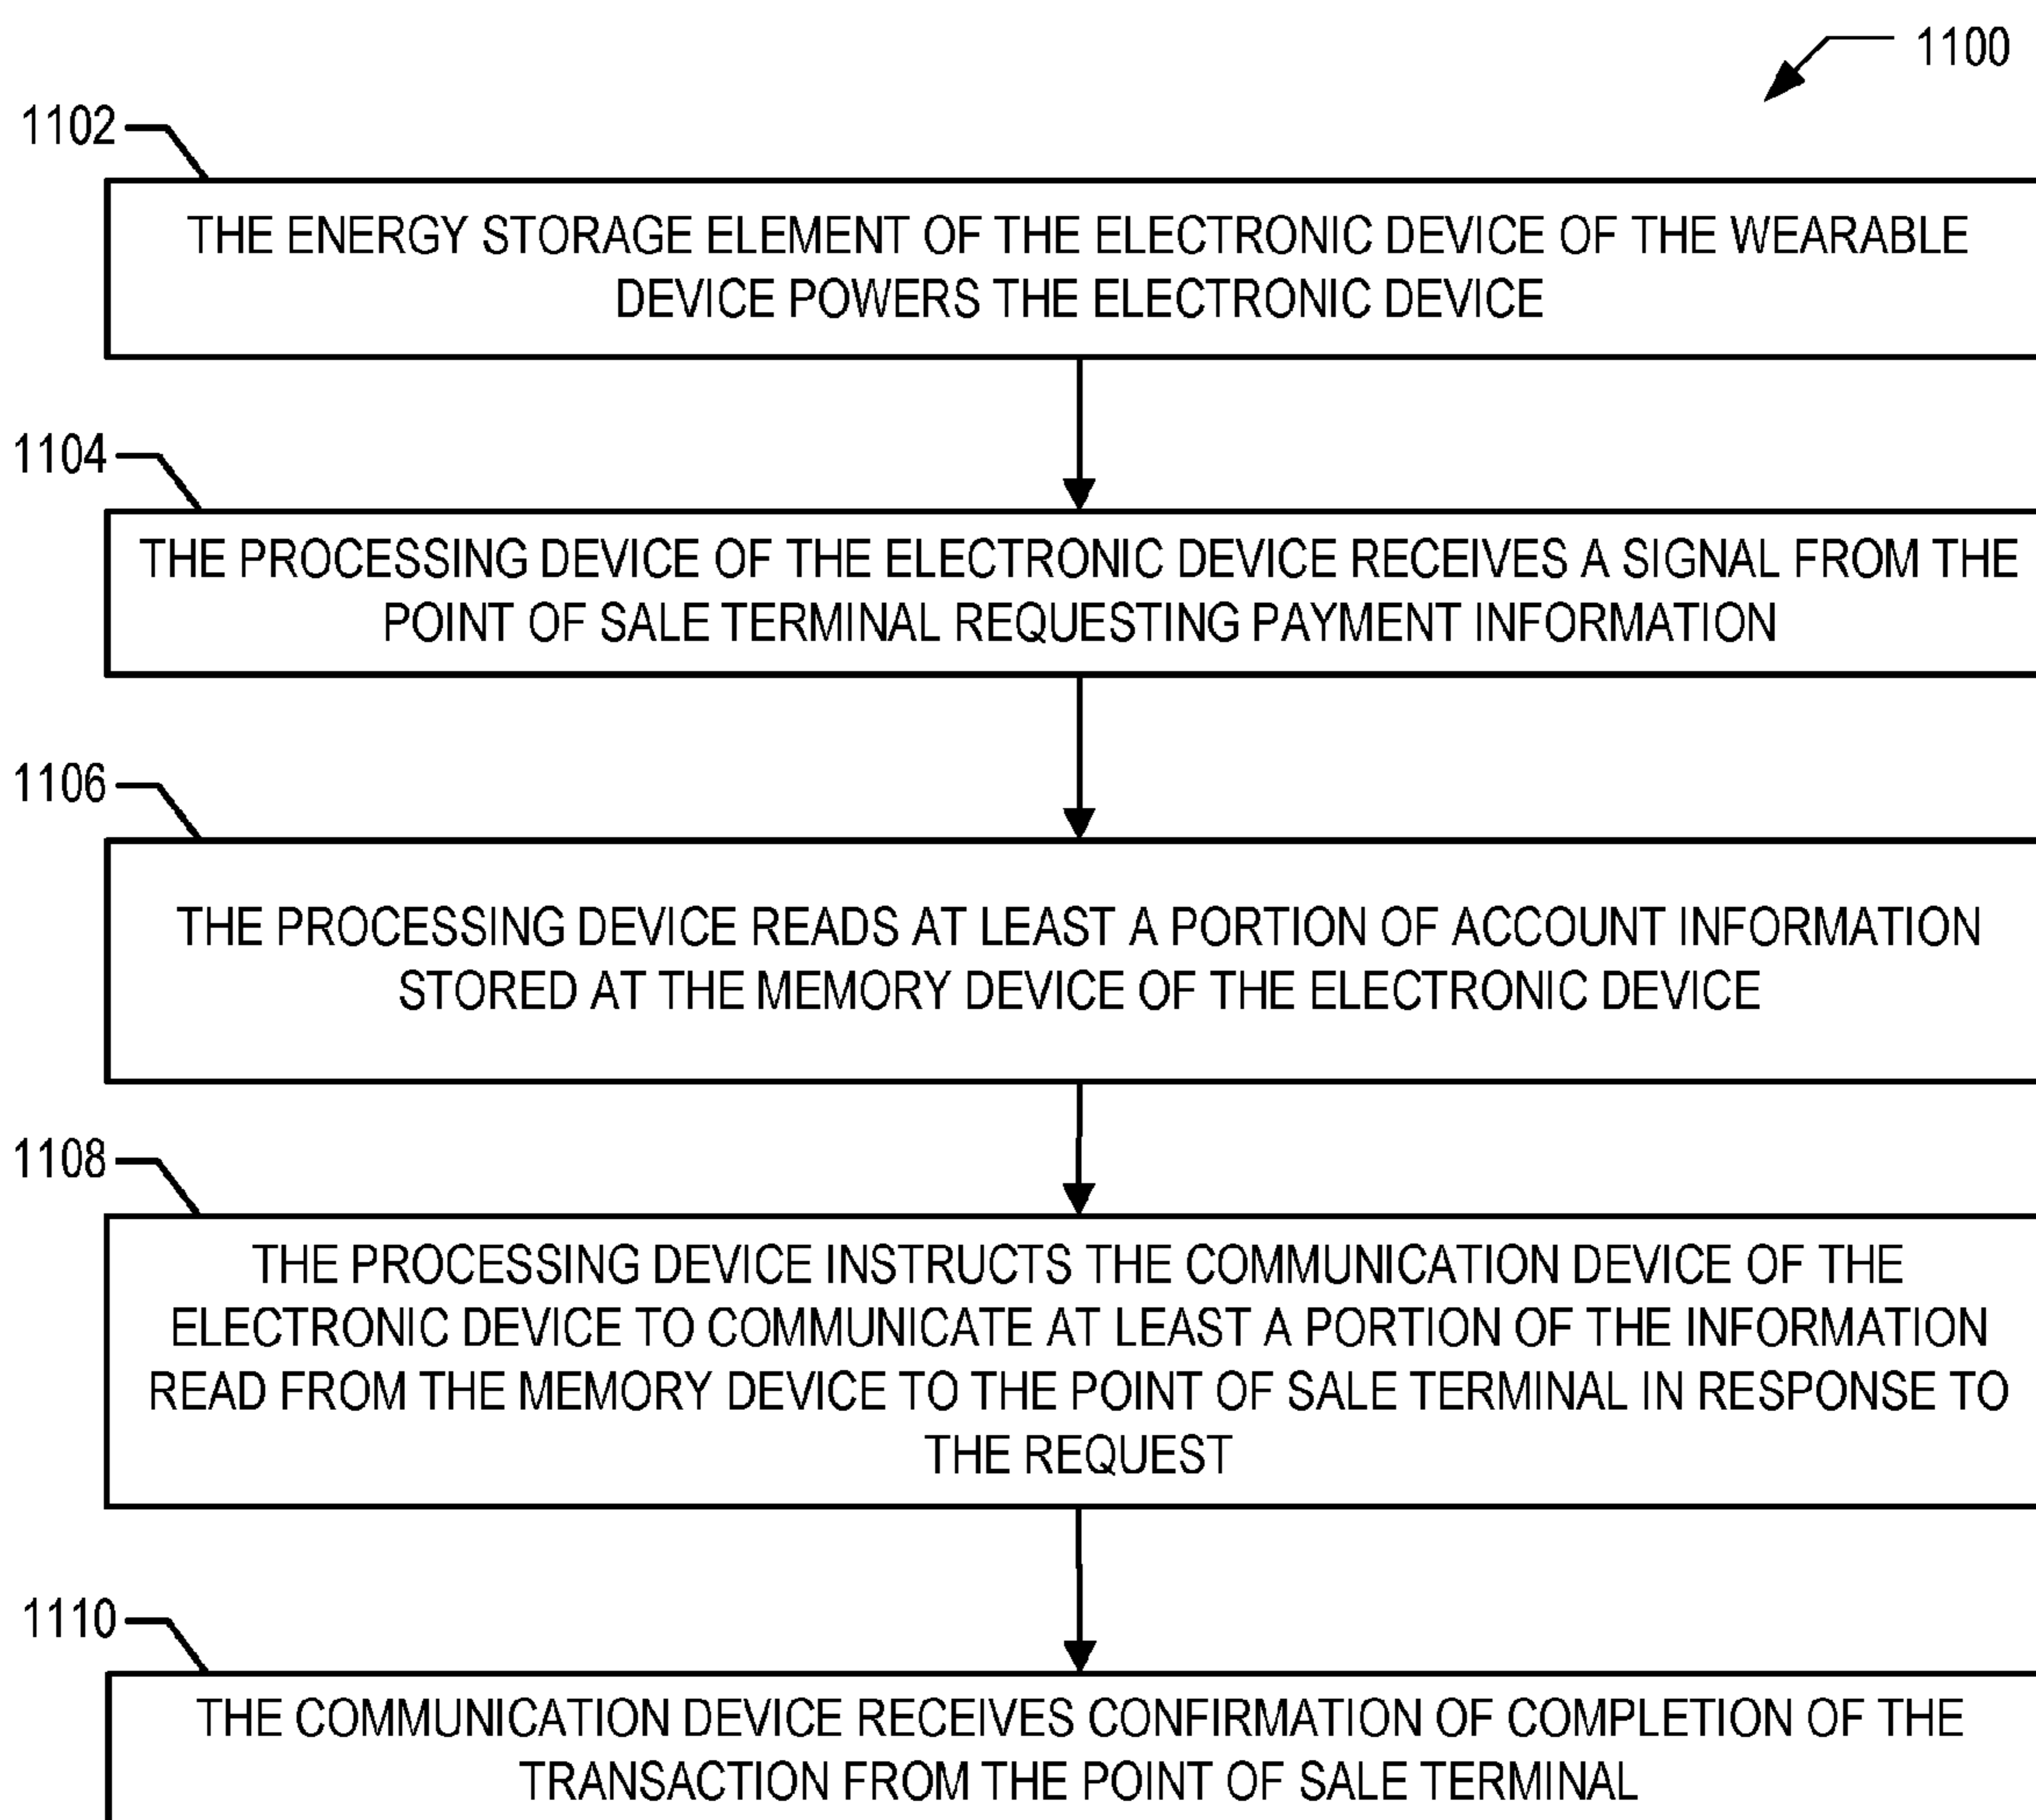 1100
1102
THE ENERGY STORAGE ELEMENT OF THE ELECTRONIC DEVICE OF THE WEARABLE
DEVICE POWERS THE ELECTRONIC DEVICE
1104
THE PROCESSING DEVICE OF THE ELECTRONIC DEVICE RECEIVES A SIGNAL FROM THE
POINT OF SALE TERMINAL REQUESTING PAYMENT INFORMATION
1106
THE PROCESSING DEVICE READS AT LEAST A PORTION OF ACCOUNT INFORMATION
STORED AT THE MEMORY DEVICE OF THE ELECTRONIC DEVICE
1108
THE PROCESSING DEVICE INSTRUCTS THE COMMUNICATION DEVICE OF THE
ELECTRONIC DEVICE TO COMMUNICATE AT LEAST A PORTION OF THE INFORMATION
READ FROM THE MEMORY DEVICE TO THE POINT OF SALE TERMINAL IN RESPONSE TO
THE REQUEST
1110
THE COMMUNICATION DEVICE RECEIVES CONFIRMATION OF COMPLETION OF THE
TRANSACTION FROM THE POINT OF SALE TERMINAL